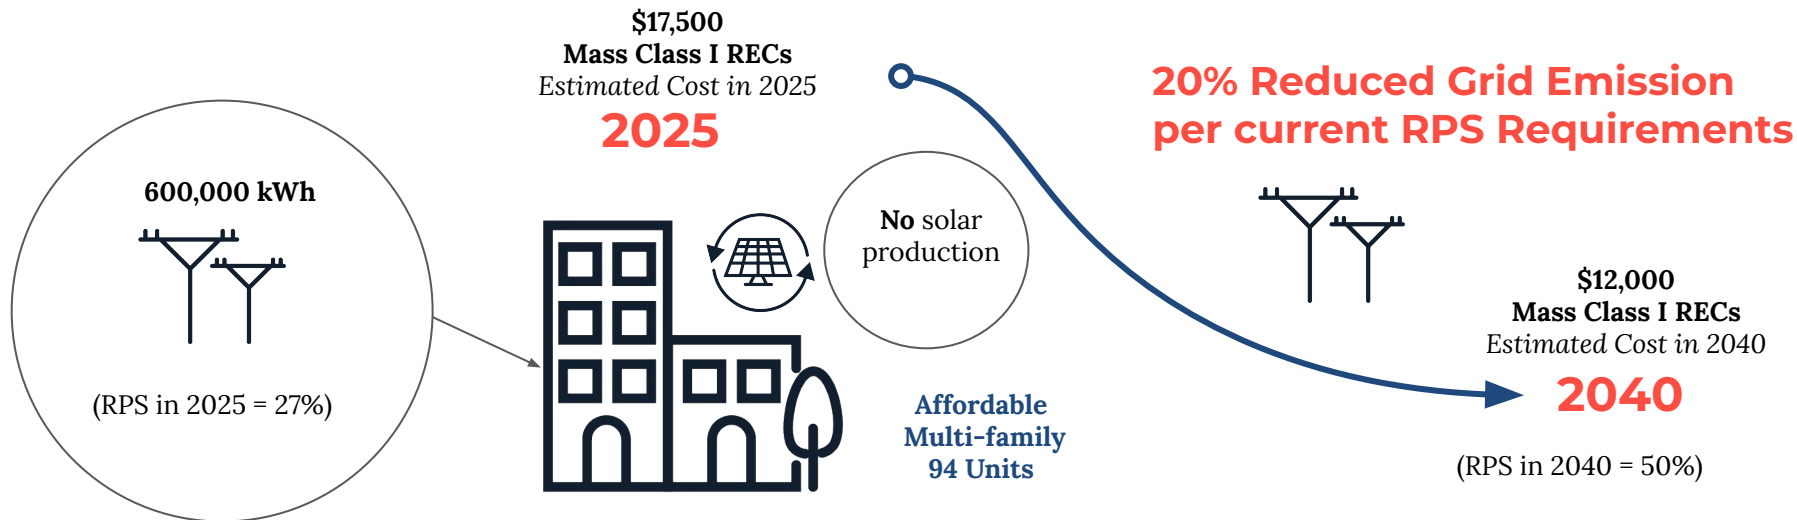 600,000 kWh
(RPS in 2025 = 27%)
$17,500
Mass Class I RECs
Estimated Cost in 2025
2025
No solar
production
Affordable
Multi-family
94 Units
20% Reduced Grid Emission
per current RPS Requirements
$12,000
Mass Class I RECs
Estimated Cost in 2040
2040
(RPS in 2040 = 50%)